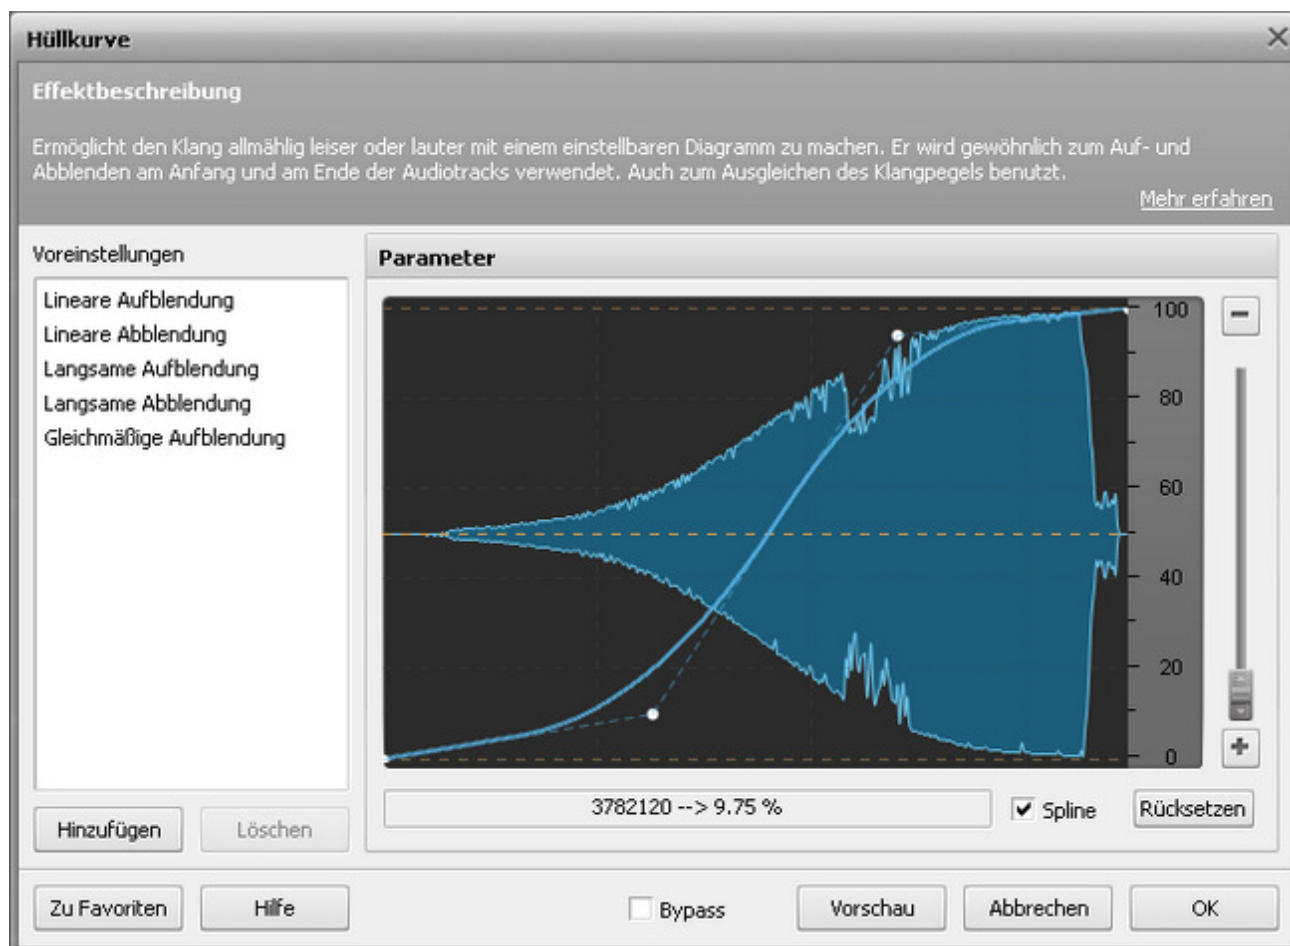 Hüllkurve
Effektbeschreibung
Ermöglicht den Klang allmählig leiser oder lauter mit einem einstellbaren Diagramm zu machen. Er wird gewöhnlich zum Auf- und
Abblenden am Anfang und am Ende der Audiotracks verwendet. Auch zum Ausgleichen des Klangpegels benutzt.
Mehr erfahren
Voreinstellungen
Lineare Aufblendung
Lineare Abblendung
Langsame Aufblendung
Langsame Abblendung
Gleichmäßige Aufblendung
Hinzufügen
Löschen
Parameter
100
80
60
40
20
0
3782120 --> 9.75 %
Spline
Rücksetzen
Zu Favoriten
Hilfe
Bypass
Vorschau
Abbrechen
OK